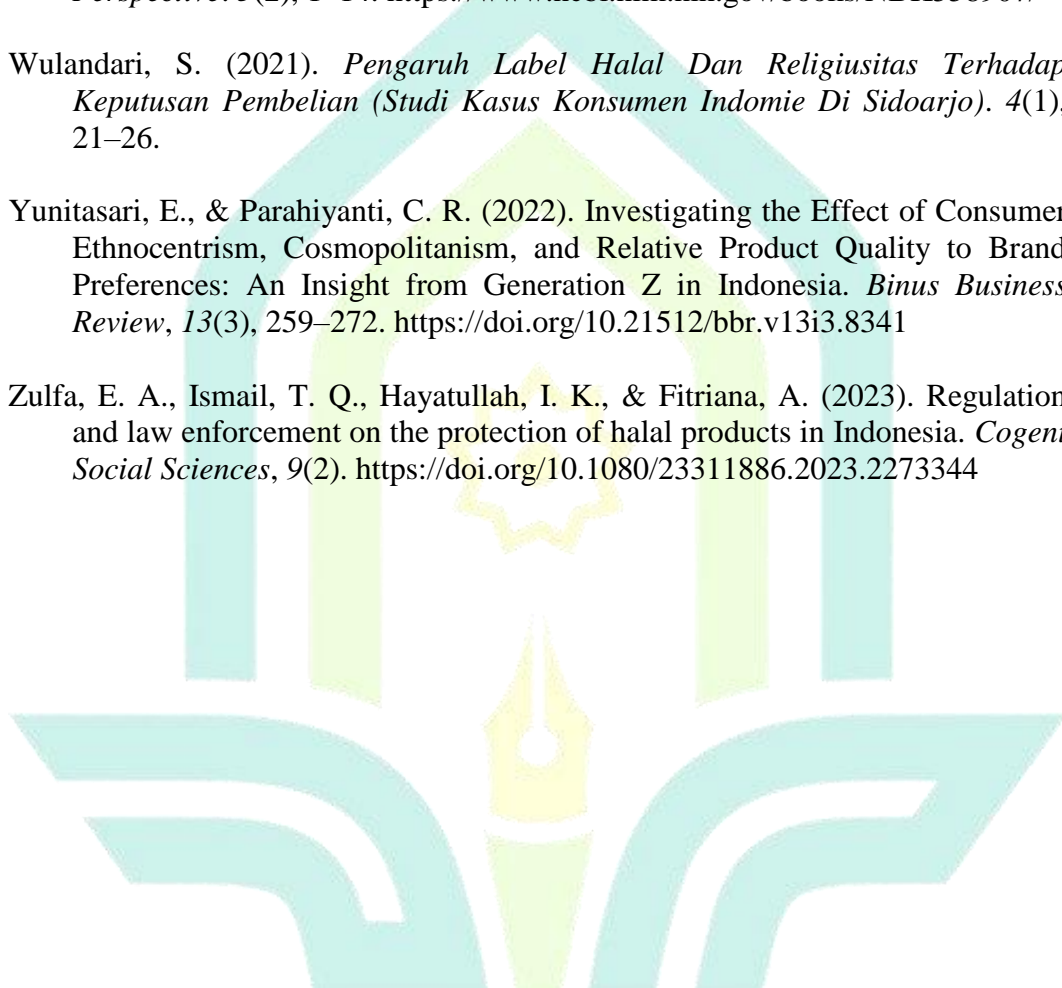 Wulandari, S. (2021). Pengaruh Label Halal Dan Religiusitas Terhadap
Keputusan Pembelian (Studi Kasus Konsumen Indomie Di Sidoarjo). 4(1),
21–26.
Yunitasari, E., & Parahiyanti, C. R. (2022). Investigating the Effect of Consumer
Ethnocentrism, Cosmopolitanism, and Relative Product Quality to Brand
Preferences: An Insight from Generation Z in Indonesia. Binus Business
Review, 13(3), 259–272. https://doi.org/10.21512/bbr.v13i3.8341
Zulfa, E. A., Ismail, T. Q., Hayatullah, I. K., & Fitriana, A. (2023). Regulation
and law enforcement on the protection of halal products in Indonesia. Cogent
Social Sciences, 9(2). https://doi.org/10.1080/23311886.2023.2273344